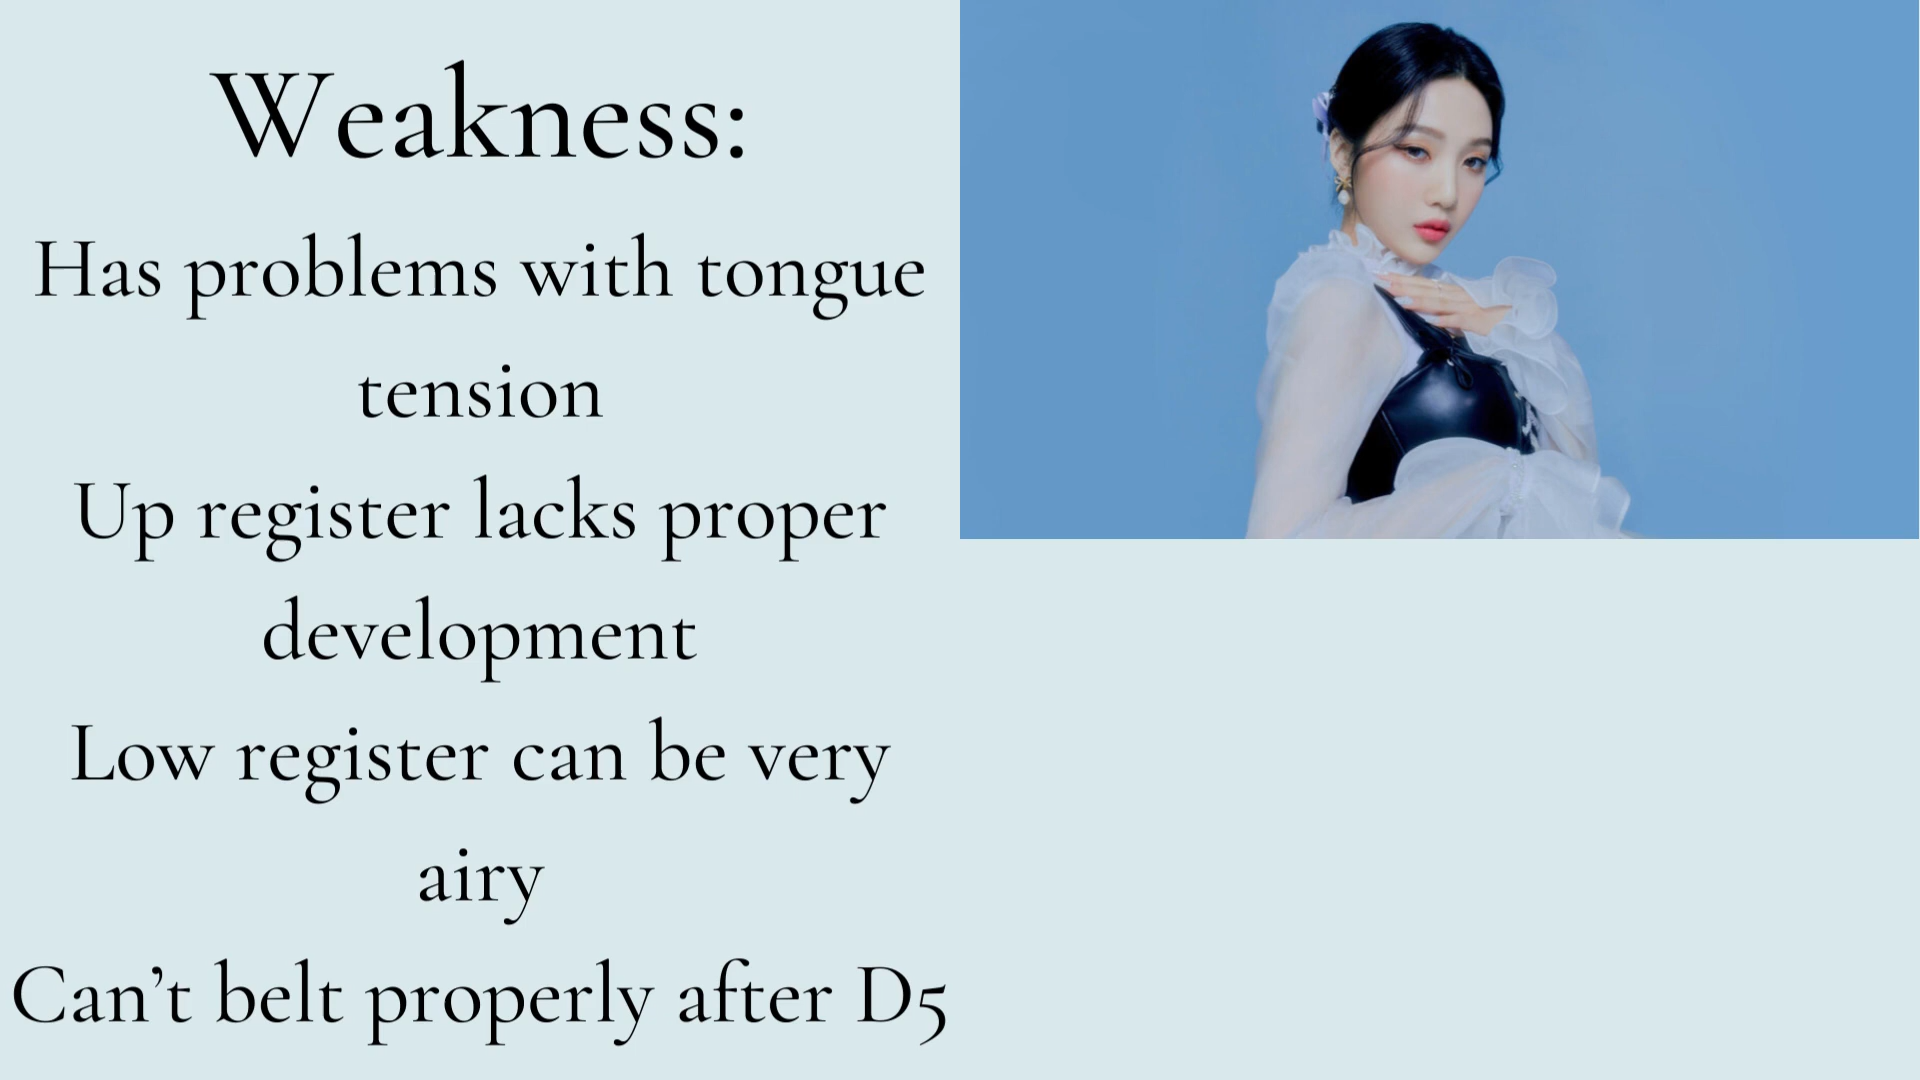 Weakness:
Has problems with tongue
tension
Up register lacks proper
development
Low register can be very
airy
Can’t belt properly after D5